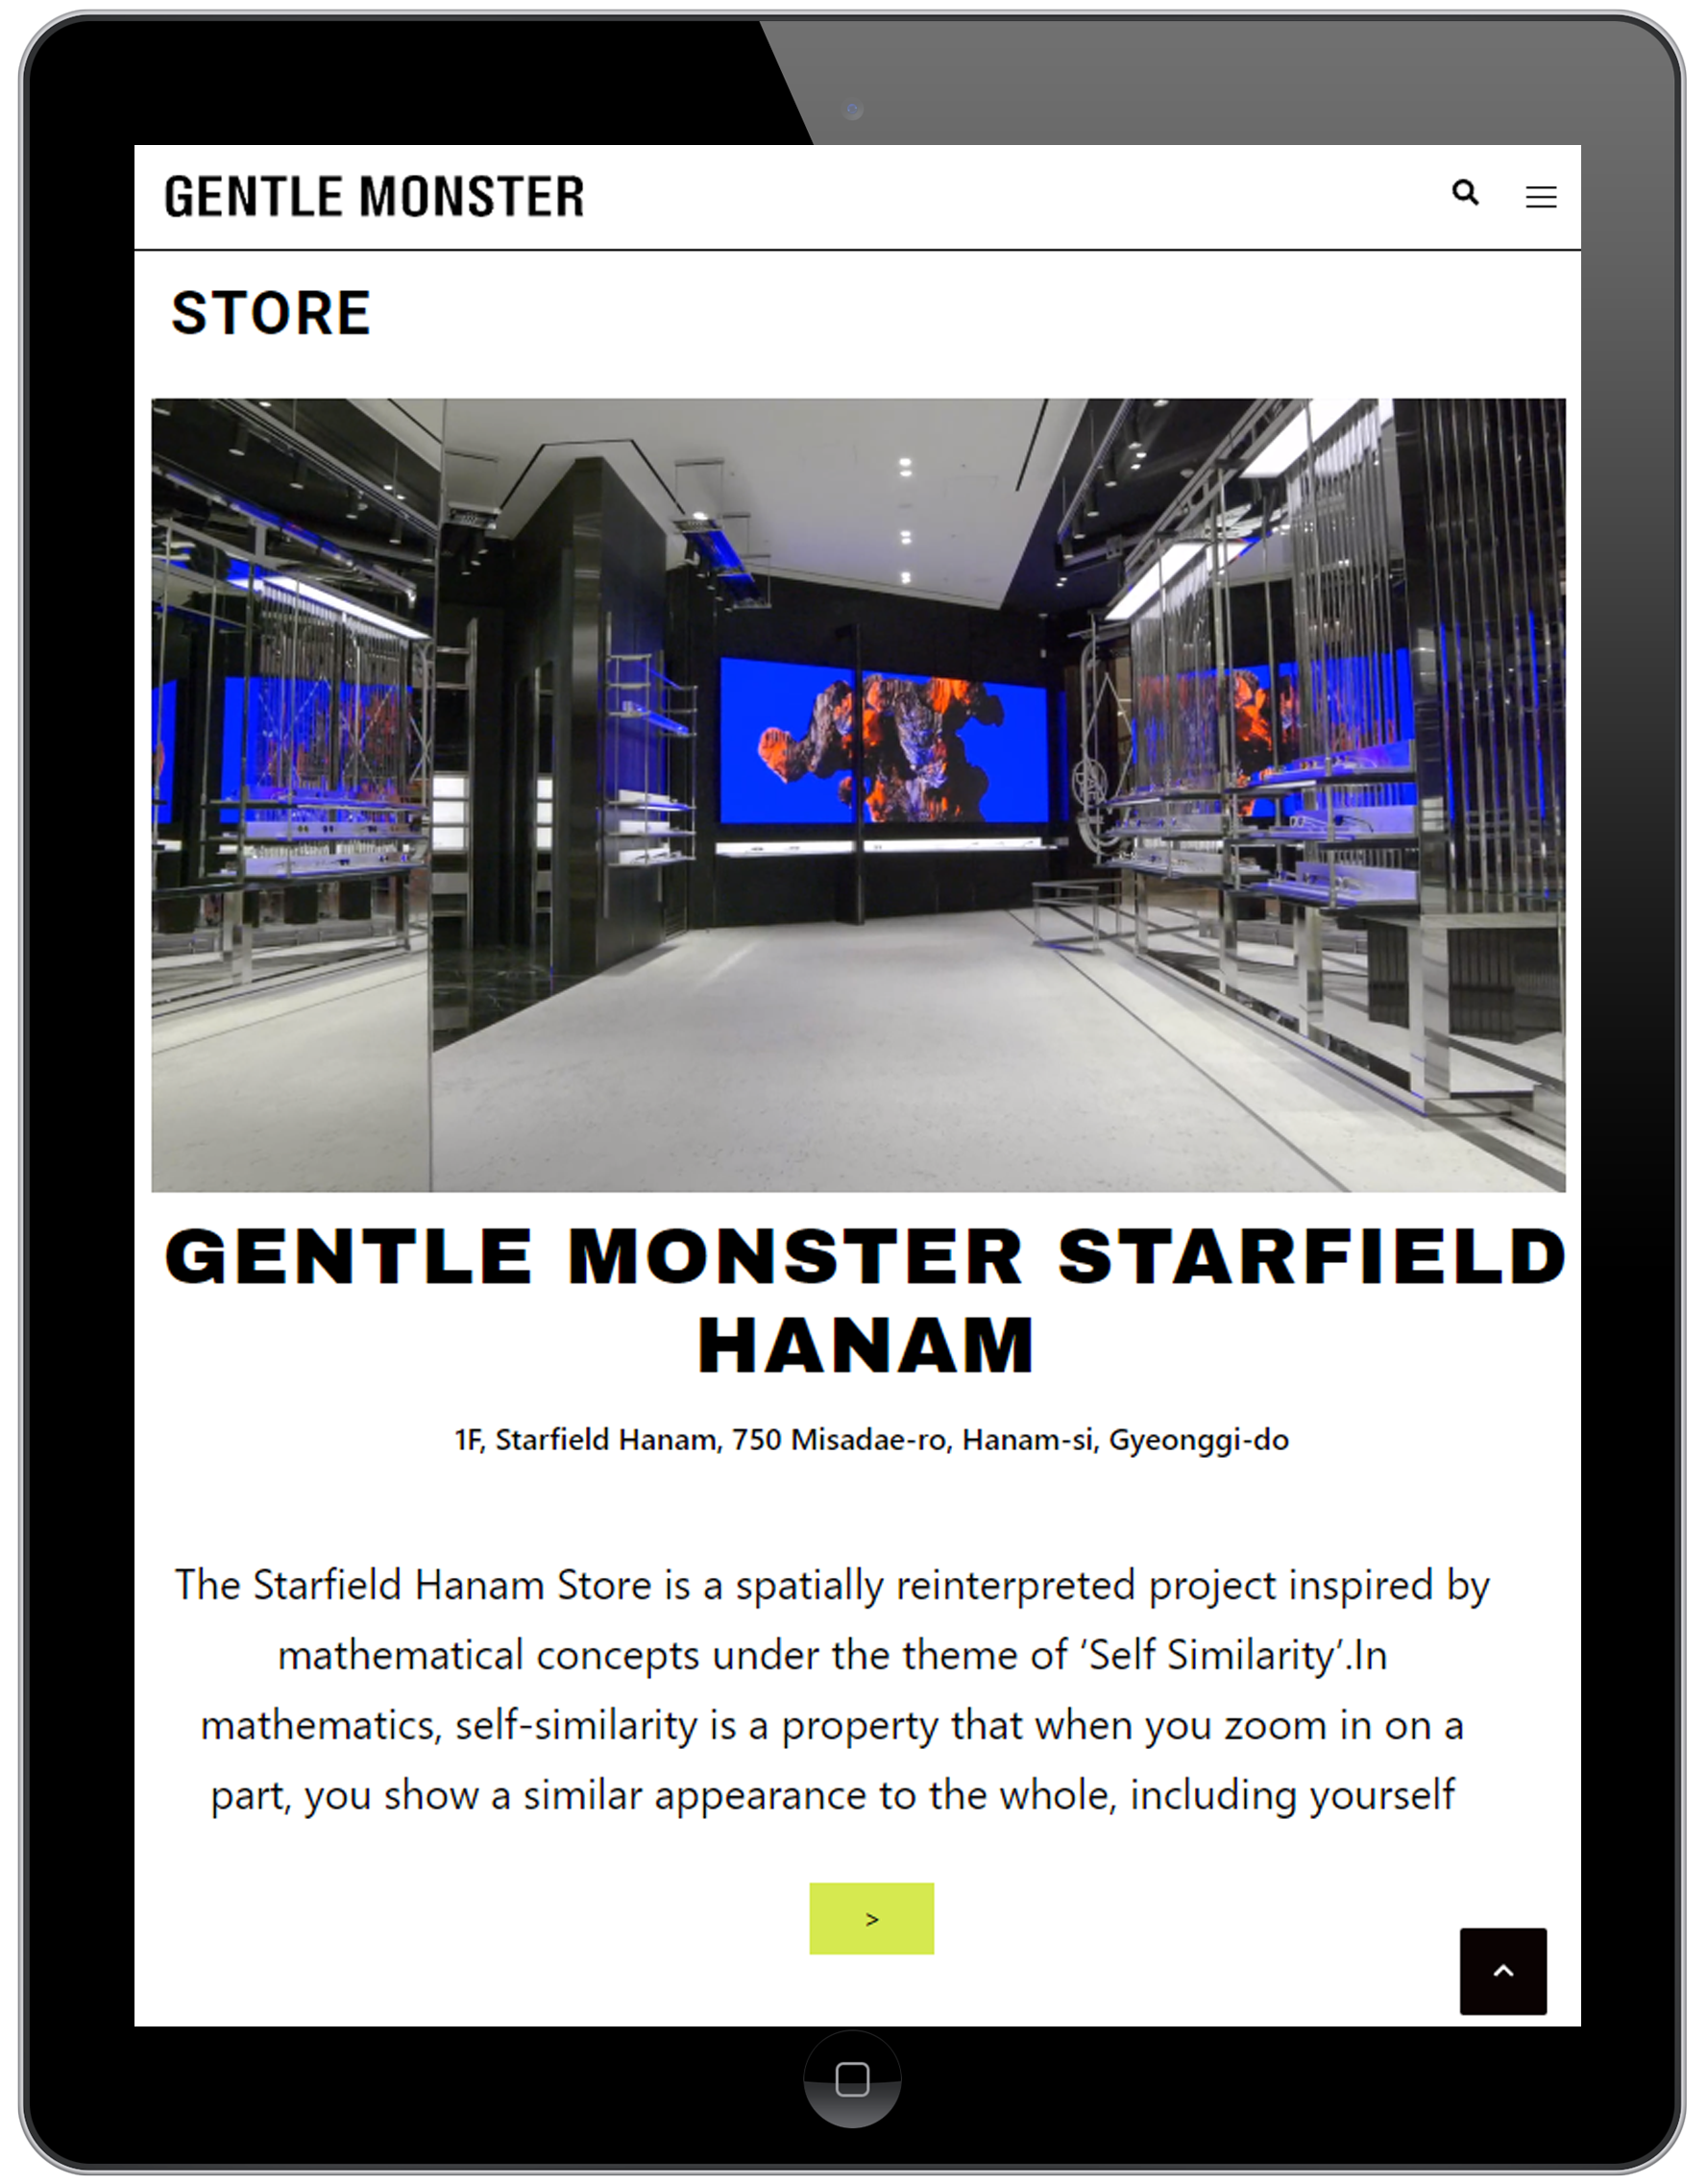 GENTLE MONSTER
STORE
GENTLE MONSTER STARFIELD
HANAM
1F, Starfield Hanam, 750 Misadae-ro, Hanam-si, Gyeonggi-do
The Starfield Hanam Store is a spatially reinterpreted project inspired by
mathematical concepts under the theme of ‘Self Similarity’.In
mathematics, self-similarity is a property that when you zoom in on a
part, you show a similar appearance to the whole, including yourself
>